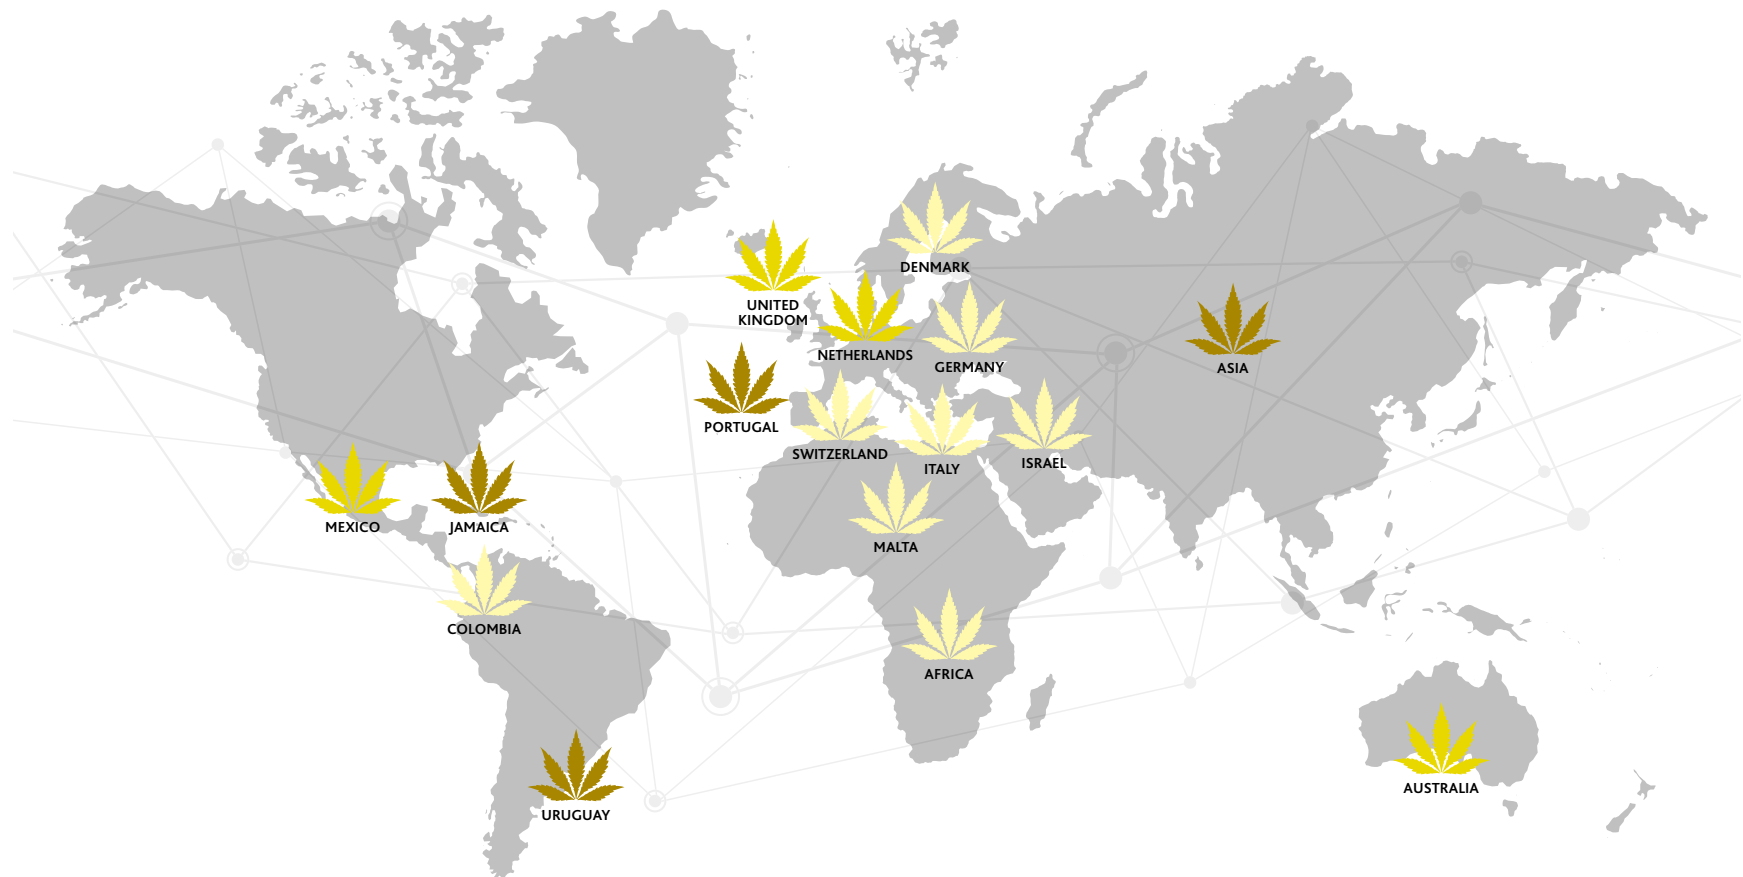 DENMARK
UNITED
KINGDOM
NETHERLANDS
GERMANY
ASIA
PORTUGAL
SWITZERLAND
ITALY
ISRAEL
MEXICO
JAMAICA
MALTA
COLOMBIA
AFRICA
AUSTRALIA
URUGUAY